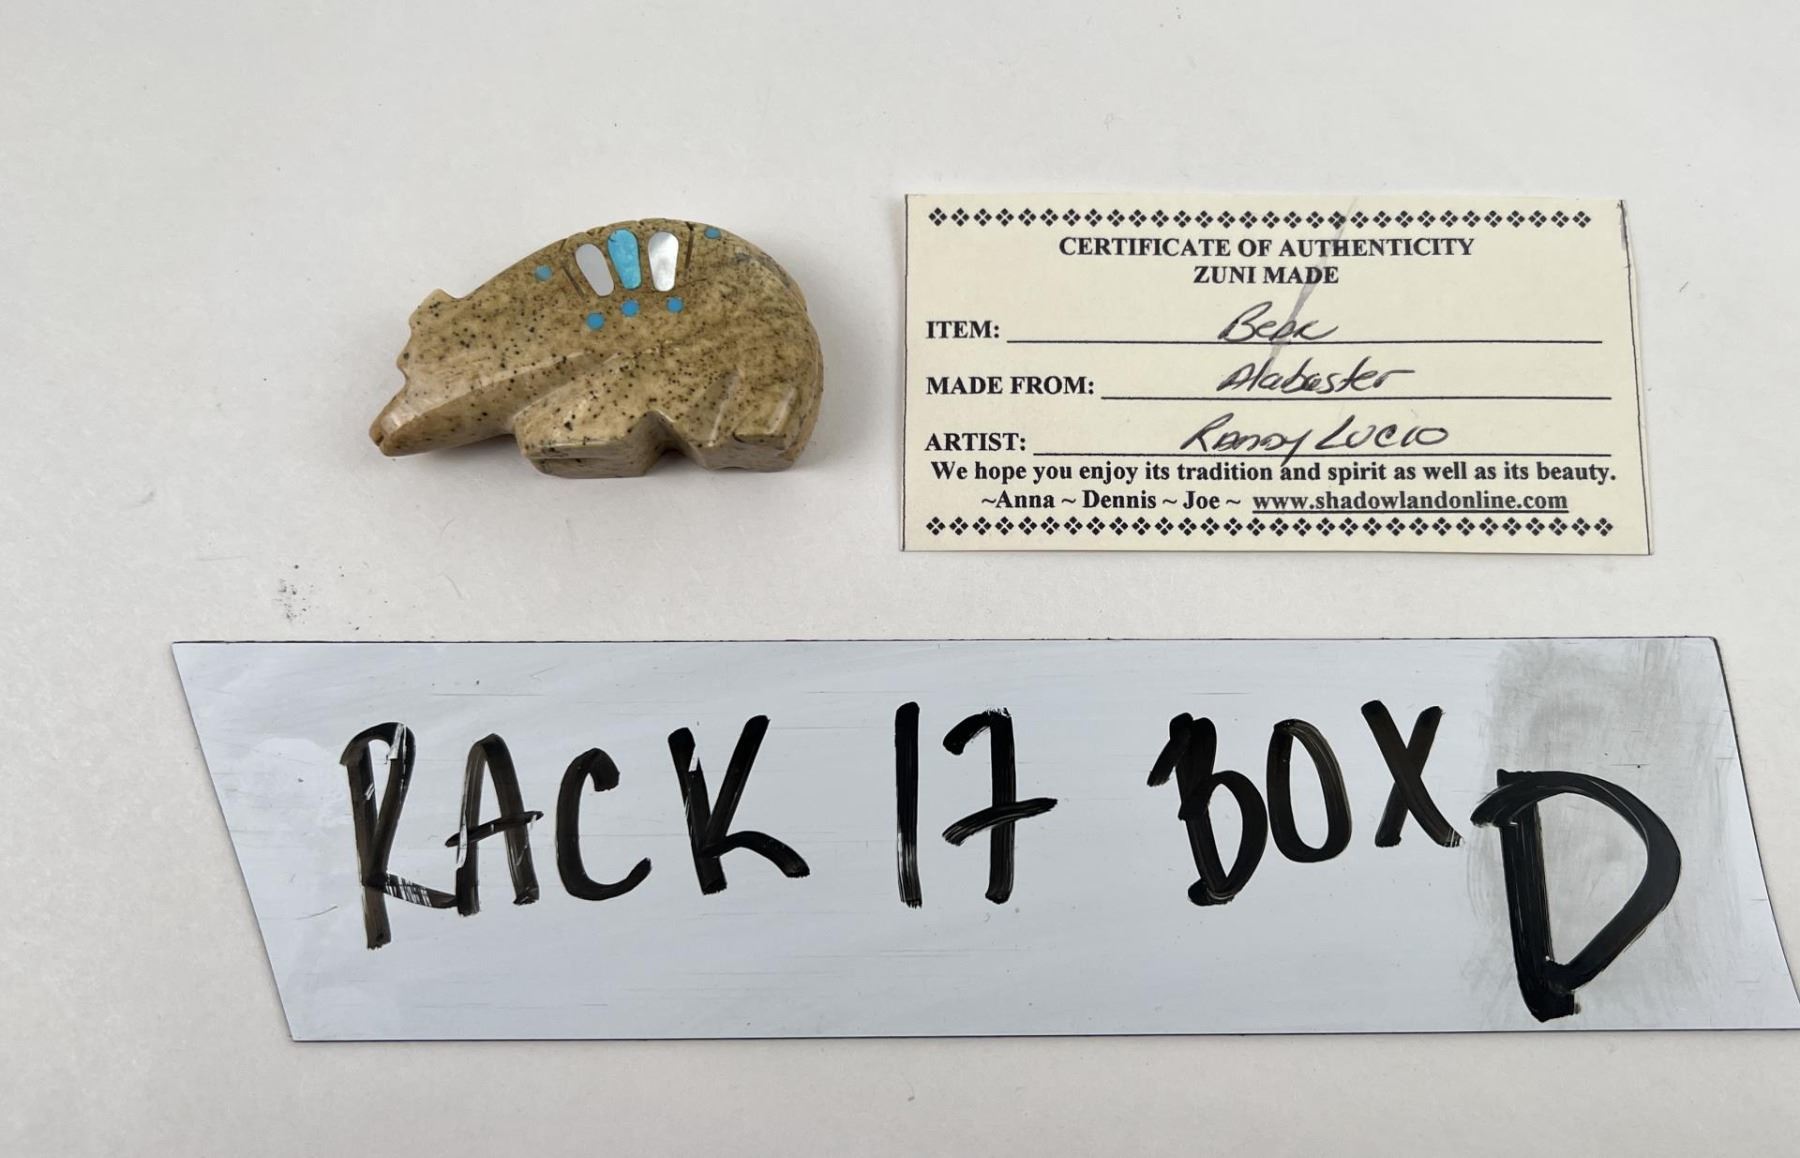 CERTIFICATE OF AUTHENTICITY
ZUNI MADE
ITEM: Bear
MADE FROM: Alabaster
ARTIST: Randy Lucio
We hope you enjoy its tradition and spirit as well as its beauty.
~Anna ~ Dennis ~ Joe ~ www.shadowlandonline.com
RACK 17 BOX D